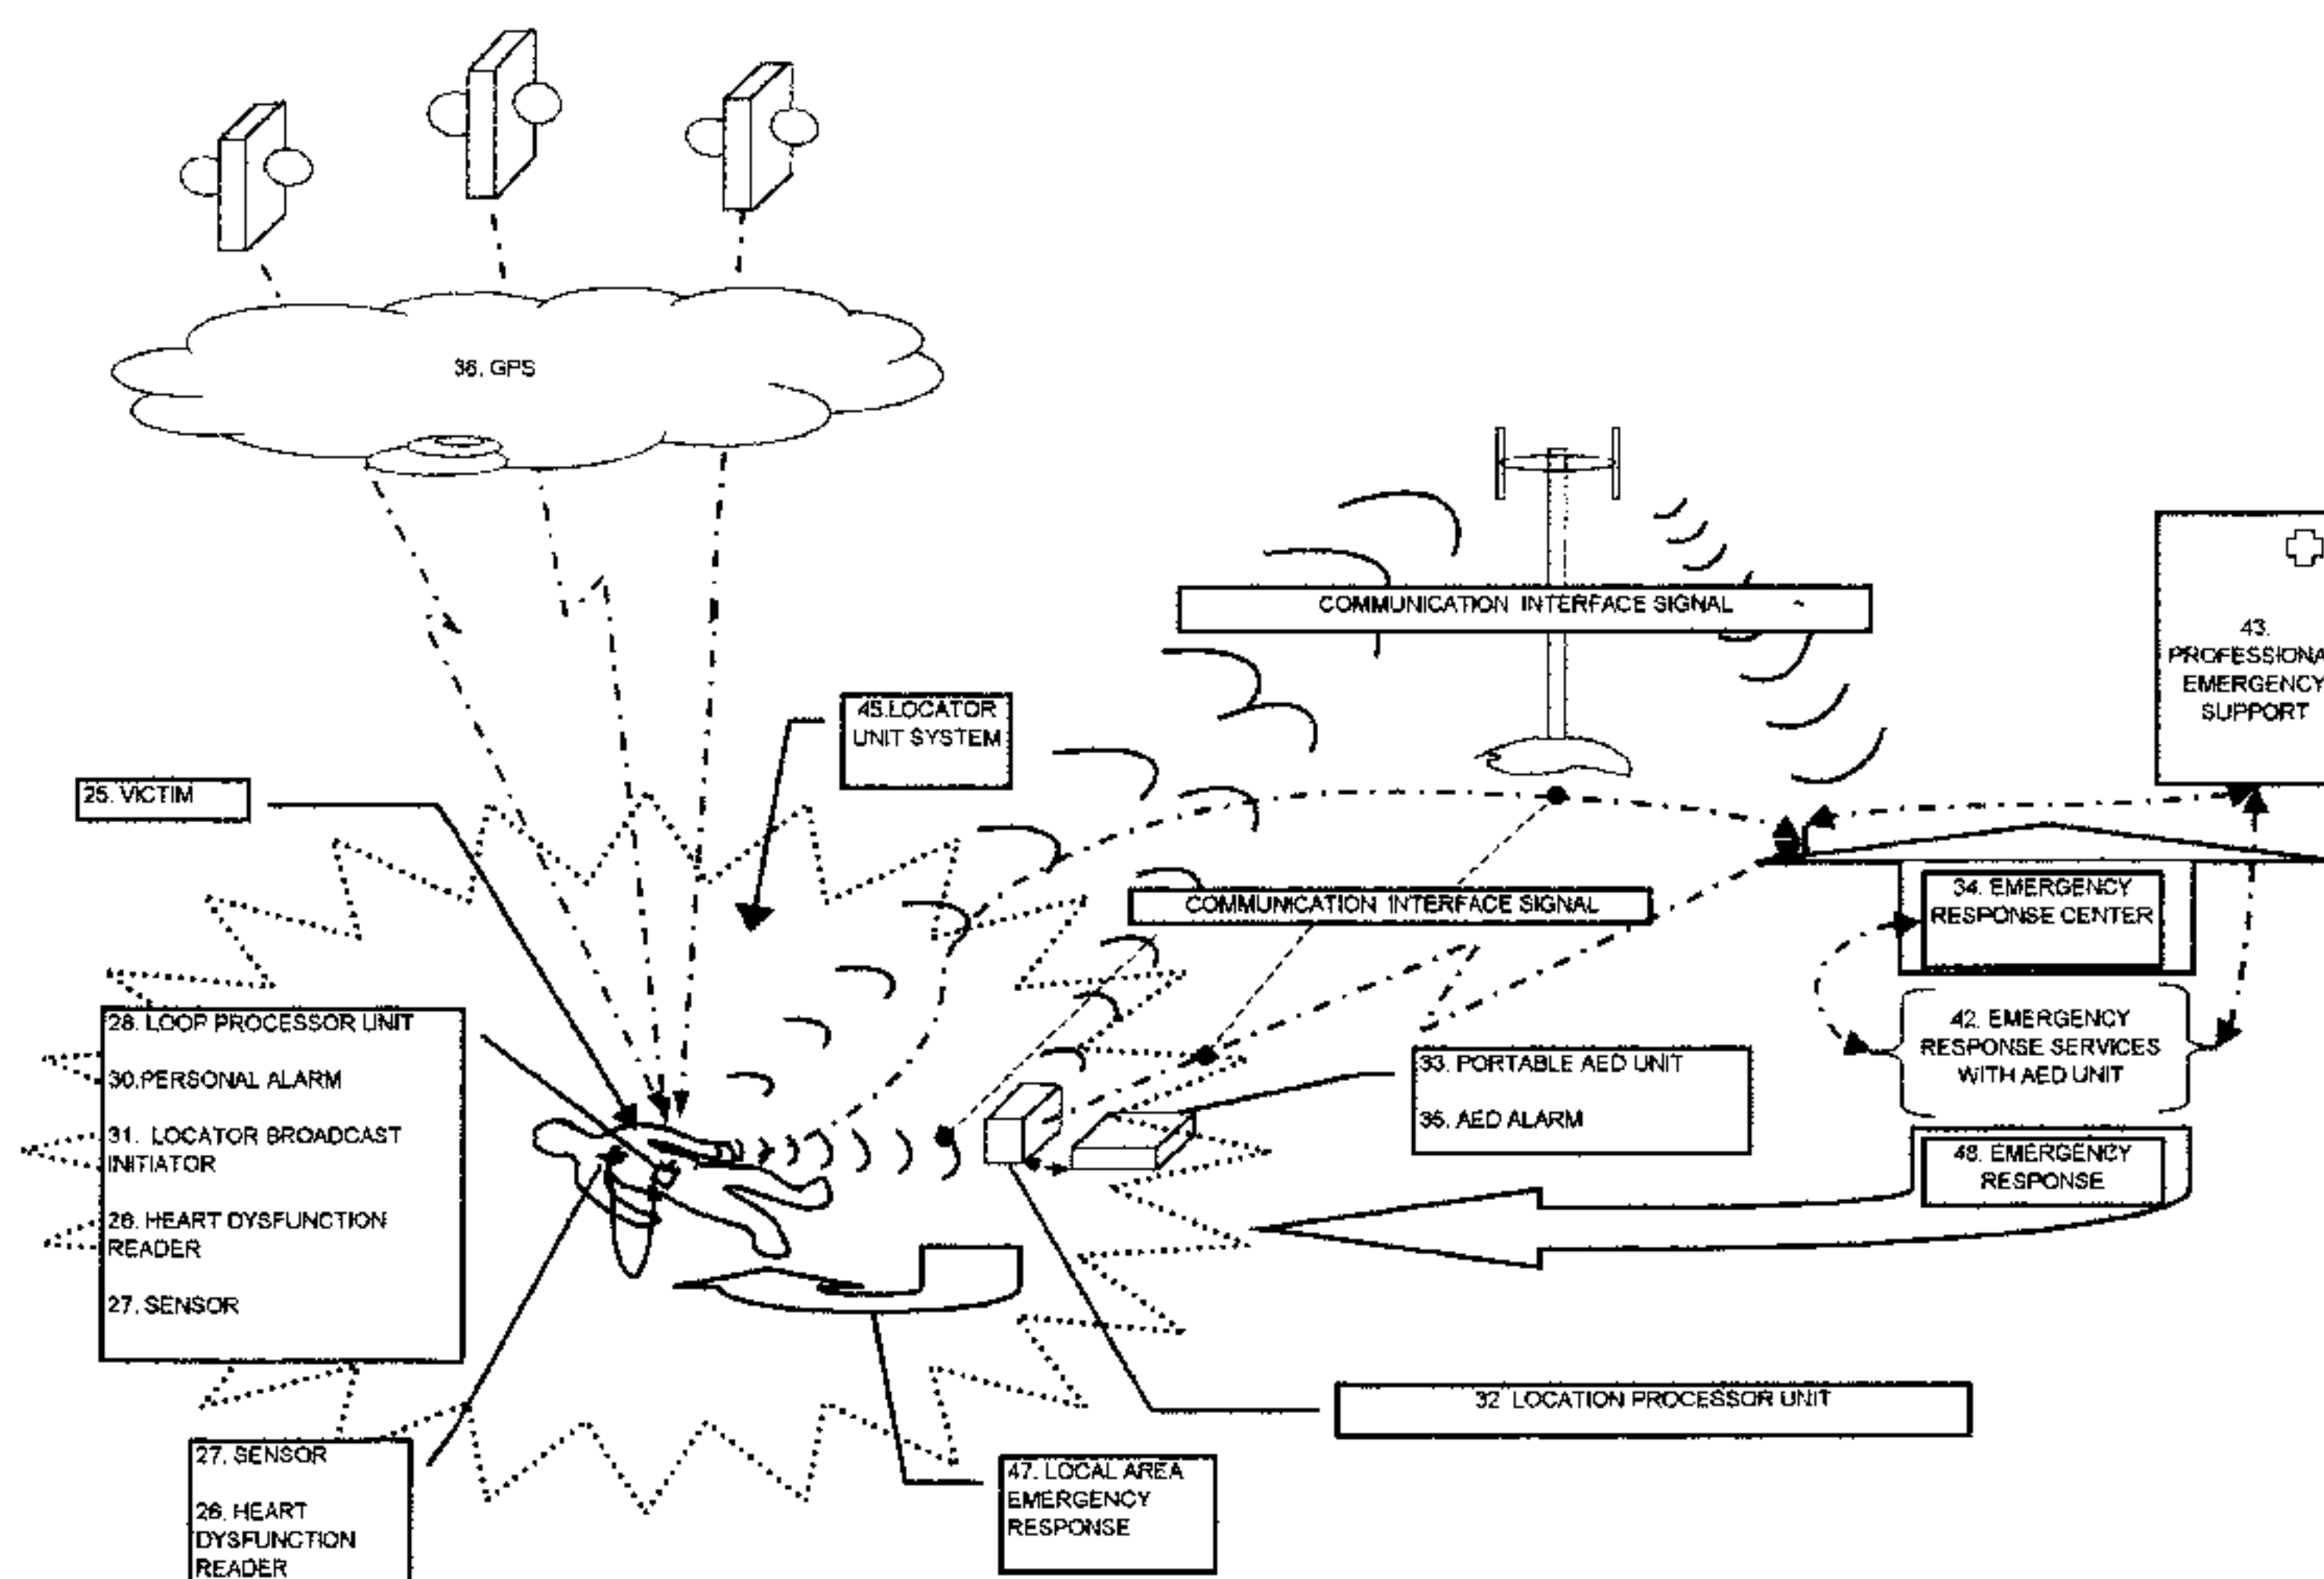 36. GPS
COMMUNICATION INTERFACE SIGNAL
43.
EMERGENCY
SUPPORT
45.LOCATOR
UNIT SYSTEM
25. VICTIM
34. EMERGENCY
RESPONSE CENTER
COMMUNICATION INTERFACE SIGNAL
28. LOOP PROCESSOR UNIT
30.PERSONAL ALARM
31. LOCATOR BROADCAST
INITIATOR
26. HEART DYSFUNCTION
READER
27. SENSOR
42. EMERGENCY
RESPONSE SERVICES
WITH AED UNIT
33. PORTABLE AED UNIT
35. AED ALARM
48. EMERGENCY
RESPONSE
32 LOCATION PROCESSOR UNIT
27. SENSOR
26. HEART
DYSFUNCTION
READER
47. LOCAL AREA
EMERGENCY
RESPONSE